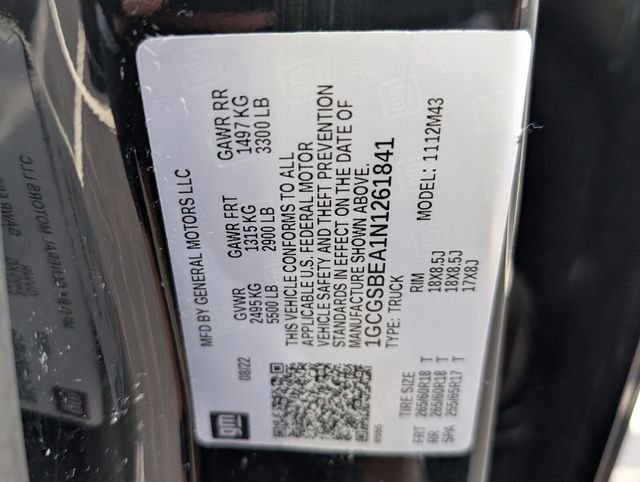 gm
MFD BY GENERAL MOTORS LLC
08/22
GVWR GAWR FRT GAWR RR
2495 KG 1315 KG 1497 KG
5500 LB 2900 LB 3300 LB
THIS VEHICLE CONFORMS TO ALL
APPLICABLE U.S. FEDERAL MOTOR
VEHICLE SAFETY AND THEFT PREVENTION
STANDARDS IN EFFECT ON THE DATE OF
MANUFACTURE SHOWN ABOVE.
1GCGSBEA1N1261841
TYPE: TRUCK MODEL: 1112M43
TIRE SIZE RIM
FRT 265/60R18 T 18X8.5J
RR 265/60R18 T 18X8.5J
SPA 255/65R17 T 17X8J